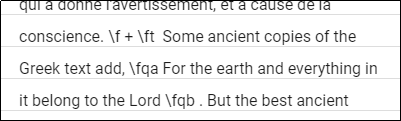 qui a donné l'avertissement, et à cause de la
conscience. \f + \ft  Some ancient copies of the
Greek text add, \fqa For the earth and everything in
it belong to the Lord \fqb . But the best ancient